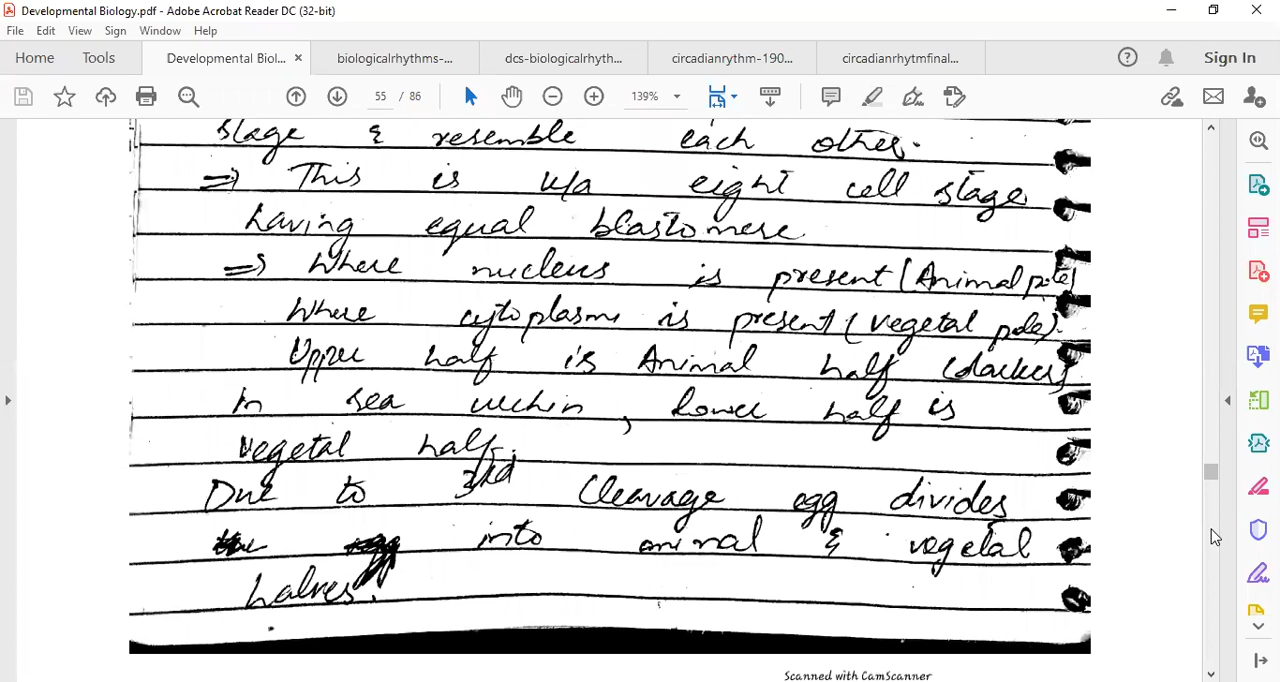 Developmental Biology.pdf - Adobe Acrobat Reader DC (32-bit)
File Edit View Sign Window Help
Home Tools Developmental Biol... × biologicalrhythms-... dcs-biologicalrhyth... circadianrythm-190... circadianrhytmfinal... Sign In
55 / 86 139%
stage & resemble each other.
⇒ This is k/a eight cell stage
having equal blastomere
⇒ Where nucleus is present (Animal pole)
Where cytoplasm is present (vegetal pole).
Upper half is Animal half (darker)
In sea urchin, lower half is
vegetal half.
Due to 3rd cleavage egg divides
into animal & vegetal
halves.
Scanned with CamScanner